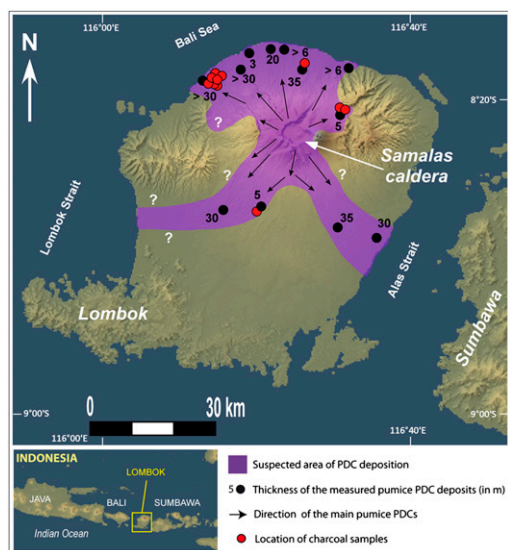 116°00'
116°40'
Bali Sea
N
3
20
> 6
> 6
> 30
35
> 30
8°20'
5
?
Samalas
caldera
?
?
?
5
30
?
35
30
Lombok Strait
Alas Strait
Lombok
Sumbawa
9°00'S
0
30 km
9°00'S
116°00'E
116°40'E
INDONESIA
LOMBOK
JAVA
BALI
SUMBAWA
Indian Ocean
Suspected area of PDC deposition
5 Thickness of the measured pumice PDC deposits (in m)
Direction of the main pumice PDCs
Location of charcoal samples